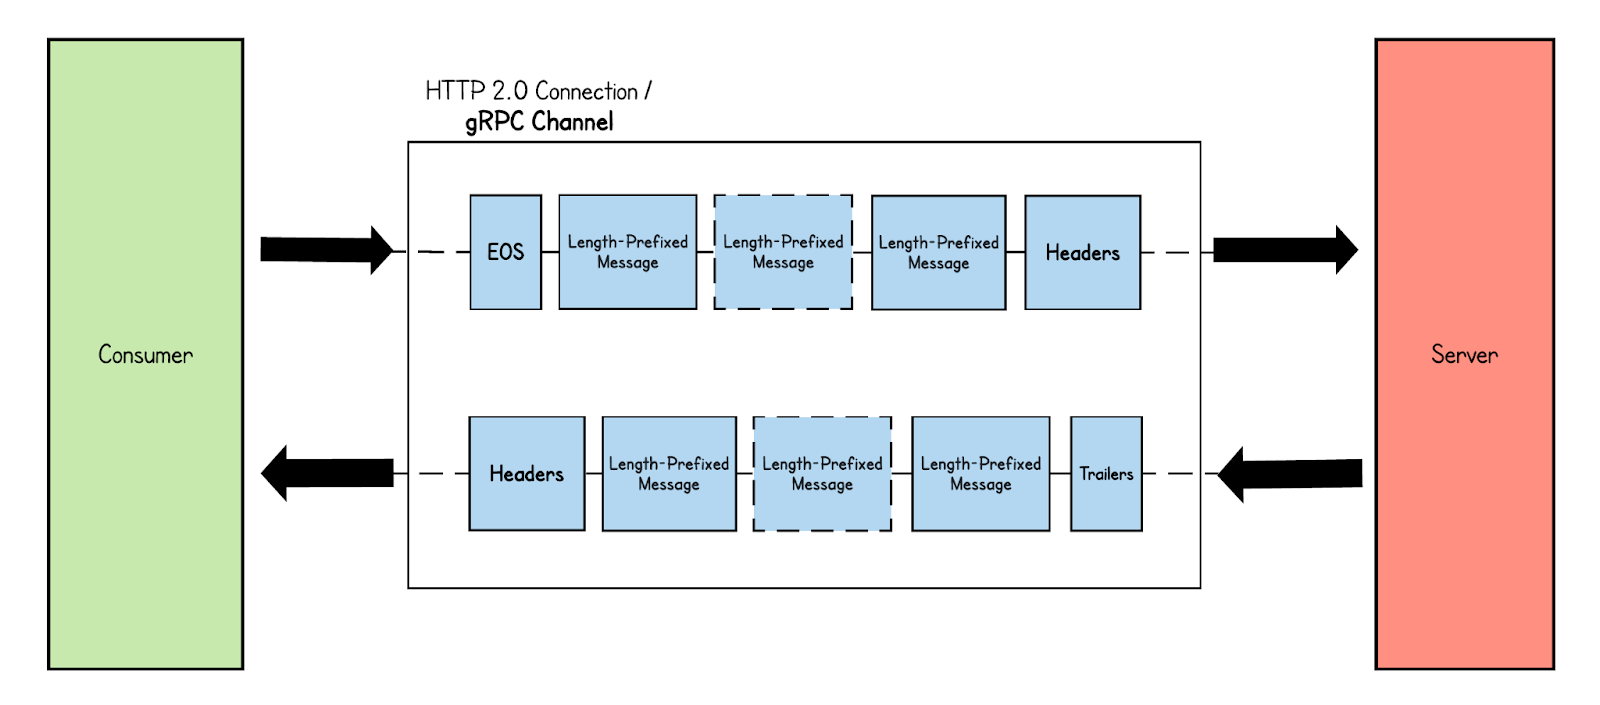 HTTP 2.0 Connection /
gRPC Channel
EOS
Length-Prefixed
Message
Length-Prefixed
Message
Length-Prefixed
Message
Headers
Consumer
Server
Headers
Length-Prefixed
Message
Length-Prefixed
Message
Length-Prefixed
Message
Trailers